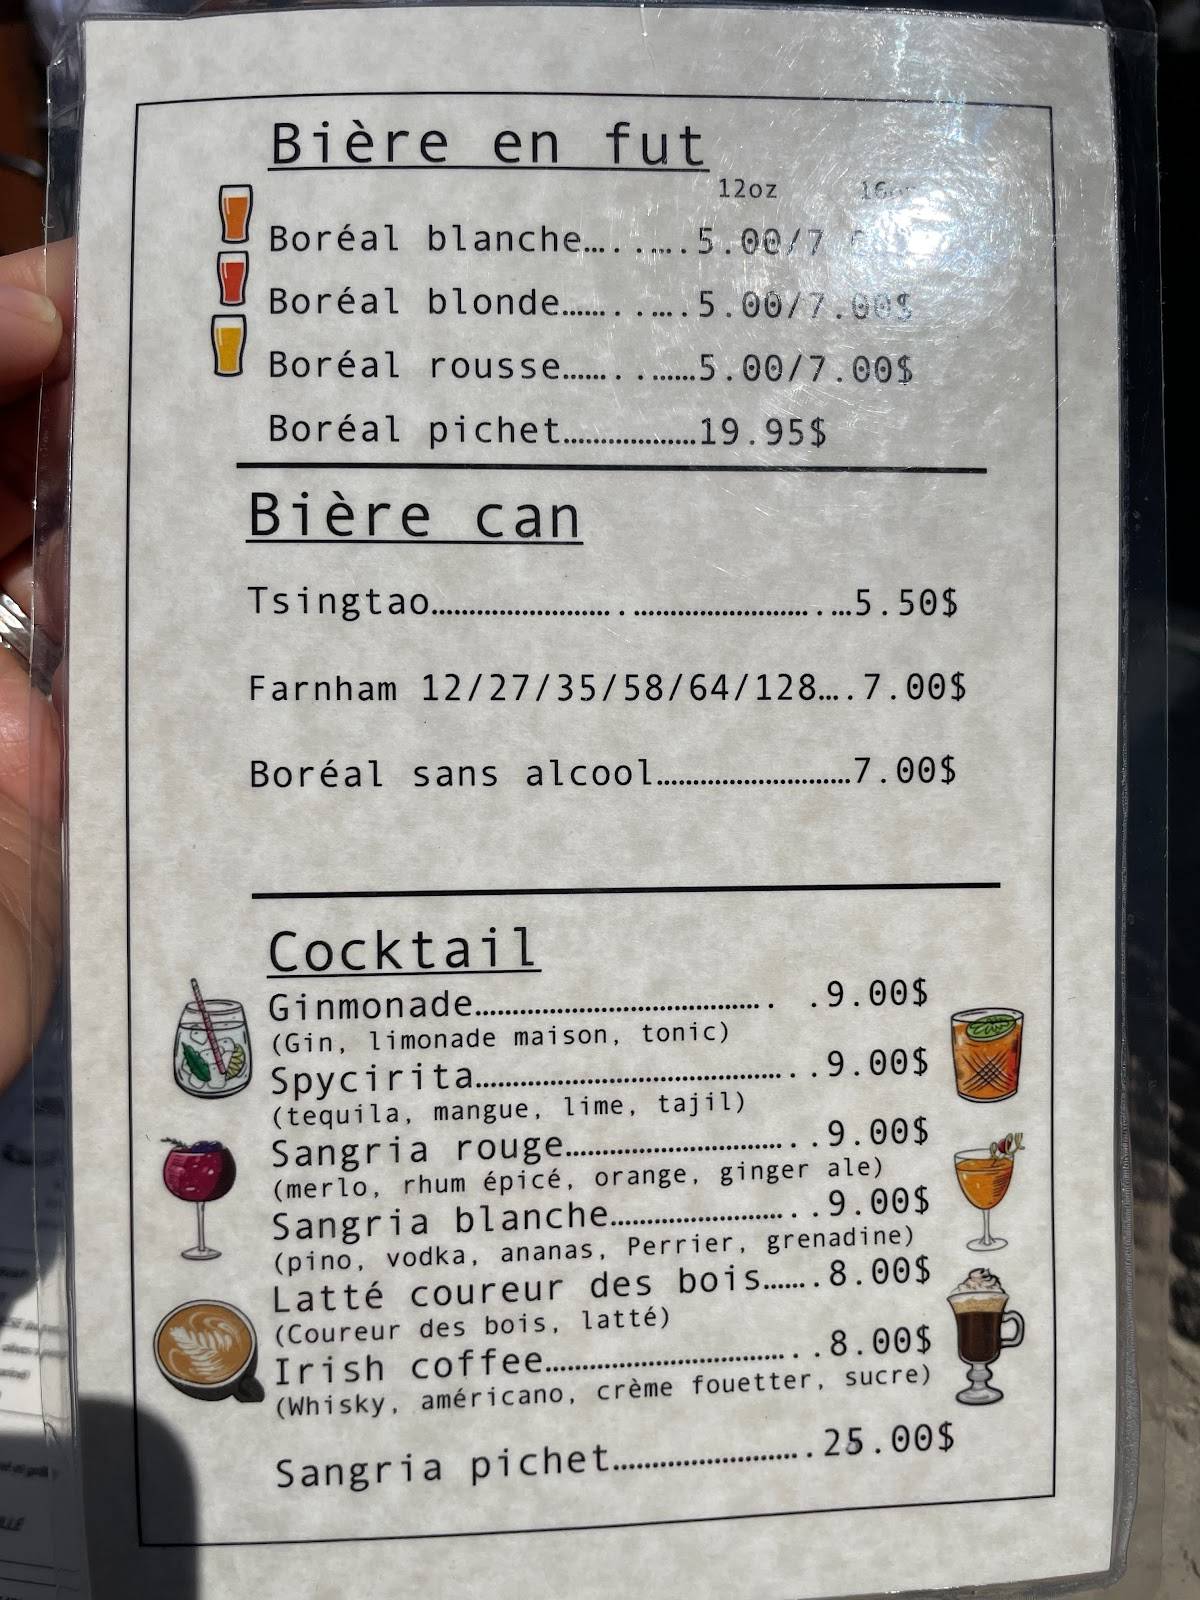 Bière en fut
12oz
Boréal blanche........5.00/7
Boréal blonde.........5.00/7.00$
Boréal rousse...........5.00/7.00$
Boréal pichet..................19.95$
Bière can
Tsingtao..................................................5.50$
Farnham 12/27/35/58/64/128....7.00$
Boréal sans alcool..........................7.00$
Cocktail
Ginmonade...................................... .9.00$
(Gin, limonade maison, tonic)
Spycirita..........................................9.00$
(tequila, mangue, lime, tajil)
Sangria rouge...............................9.00$
(merlo, rhum épicé, orange, ginger ale)
Sangria blanche.........................9.00$
(pino, vodka, ananas, Perrier, grenadine)
Latté coureur des bois.......8.00$
(Coureur des bois, latté)
Irish coffee..................................8.00$
(Whisky, américano, crème fouetter, sucre)
Sangria pichet..........................25.00$